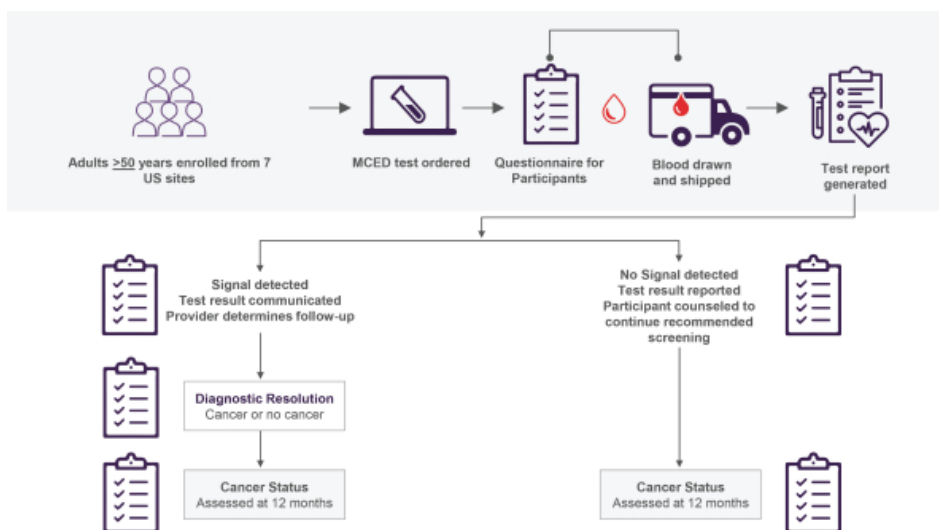 Adults >50 years enrolled from 7
US sites
MCED test ordered
Questionnaire for
Participants
Blood drawn
and shipped
Test report
generated
Signal detected
Test result communicated
Provider determines follow-up
No Signal detected
Test result reported
Participant counseled to
continue recommended
screening
Diagnostic Resolution
Cancer or no cancer
Cancer Status
Assessed at 12 months
Cancer Status
Assessed at 12 months